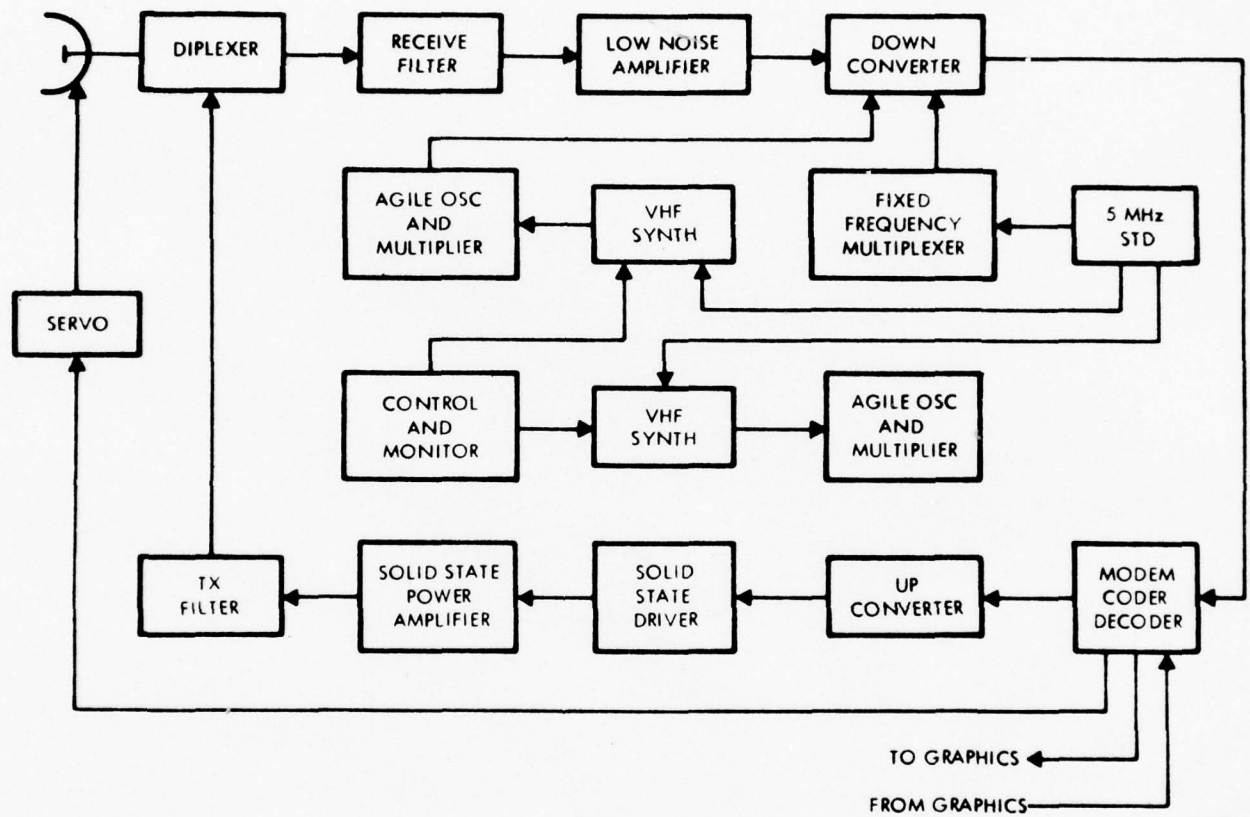 DIPLEXER
RECEIVE
FILTER
LOW NOISE
AMPLIFIER
DOWN
CONVERTER
AGILE OSC
AND
MULTIPLIER
VHF
SYNTH
FIXED
FREQUENCY
MULTIPLEXER
5 MHz
STD
SERVO
CONTROL
AND
MONITOR
VHF
SYNTH
AGILE OSC
AND
MULTIPLIER
TX
FILTER
SOLID STATE
POWER
AMPLIFIER
SOLID
STATE
DRIVER
UP
CONVERTER
MODEM
CODER
DECODER
TO GRAPHICS
FROM GRAPHICS